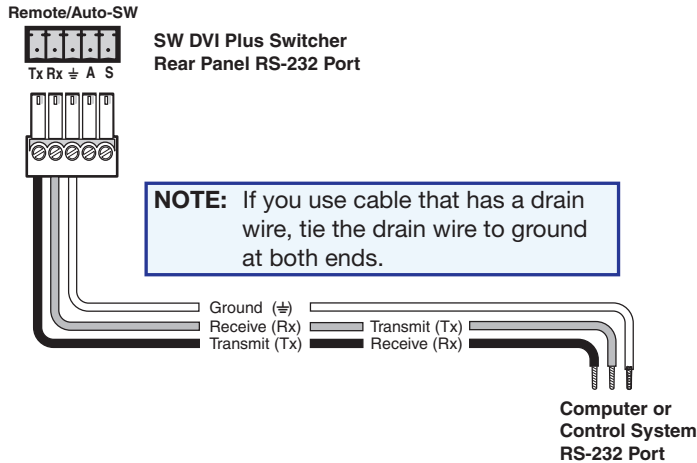 Remote/Auto-SW
SW DVI Plus Switcher
Rear Panel RS-232 Port
Tx Rx ⏚ A S
NOTE: If you use cable that has a drain
wire, tie the drain wire to ground
at both ends.
Ground (⏚)
Receive (Rx) Transmit (Tx)
Transmit (Tx) Receive (Rx)
Computer or
Control System
RS-232 Port